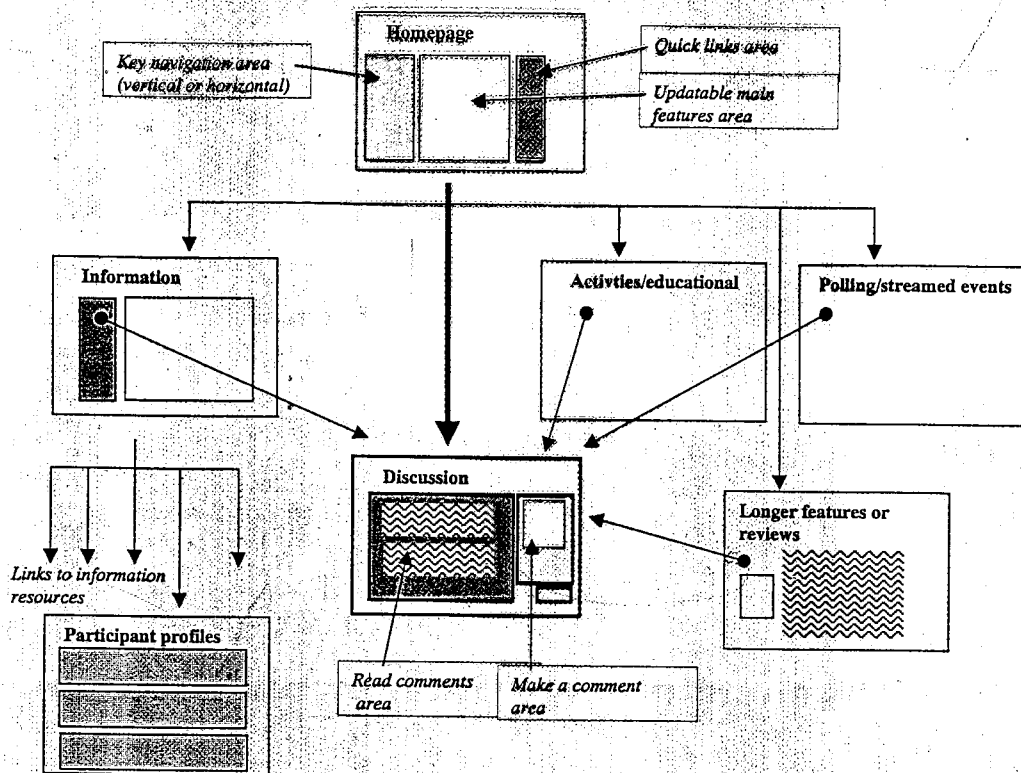 Homepage
Key navigation area
(vertical or horizontal)
Quick links area
Updatable main
features area
Information
Activties/educational
Polling/streamed events
Discussion
Longer features or
reviews
Links to information
resources
Participant profiles
Read comments
area
Make a comment
area